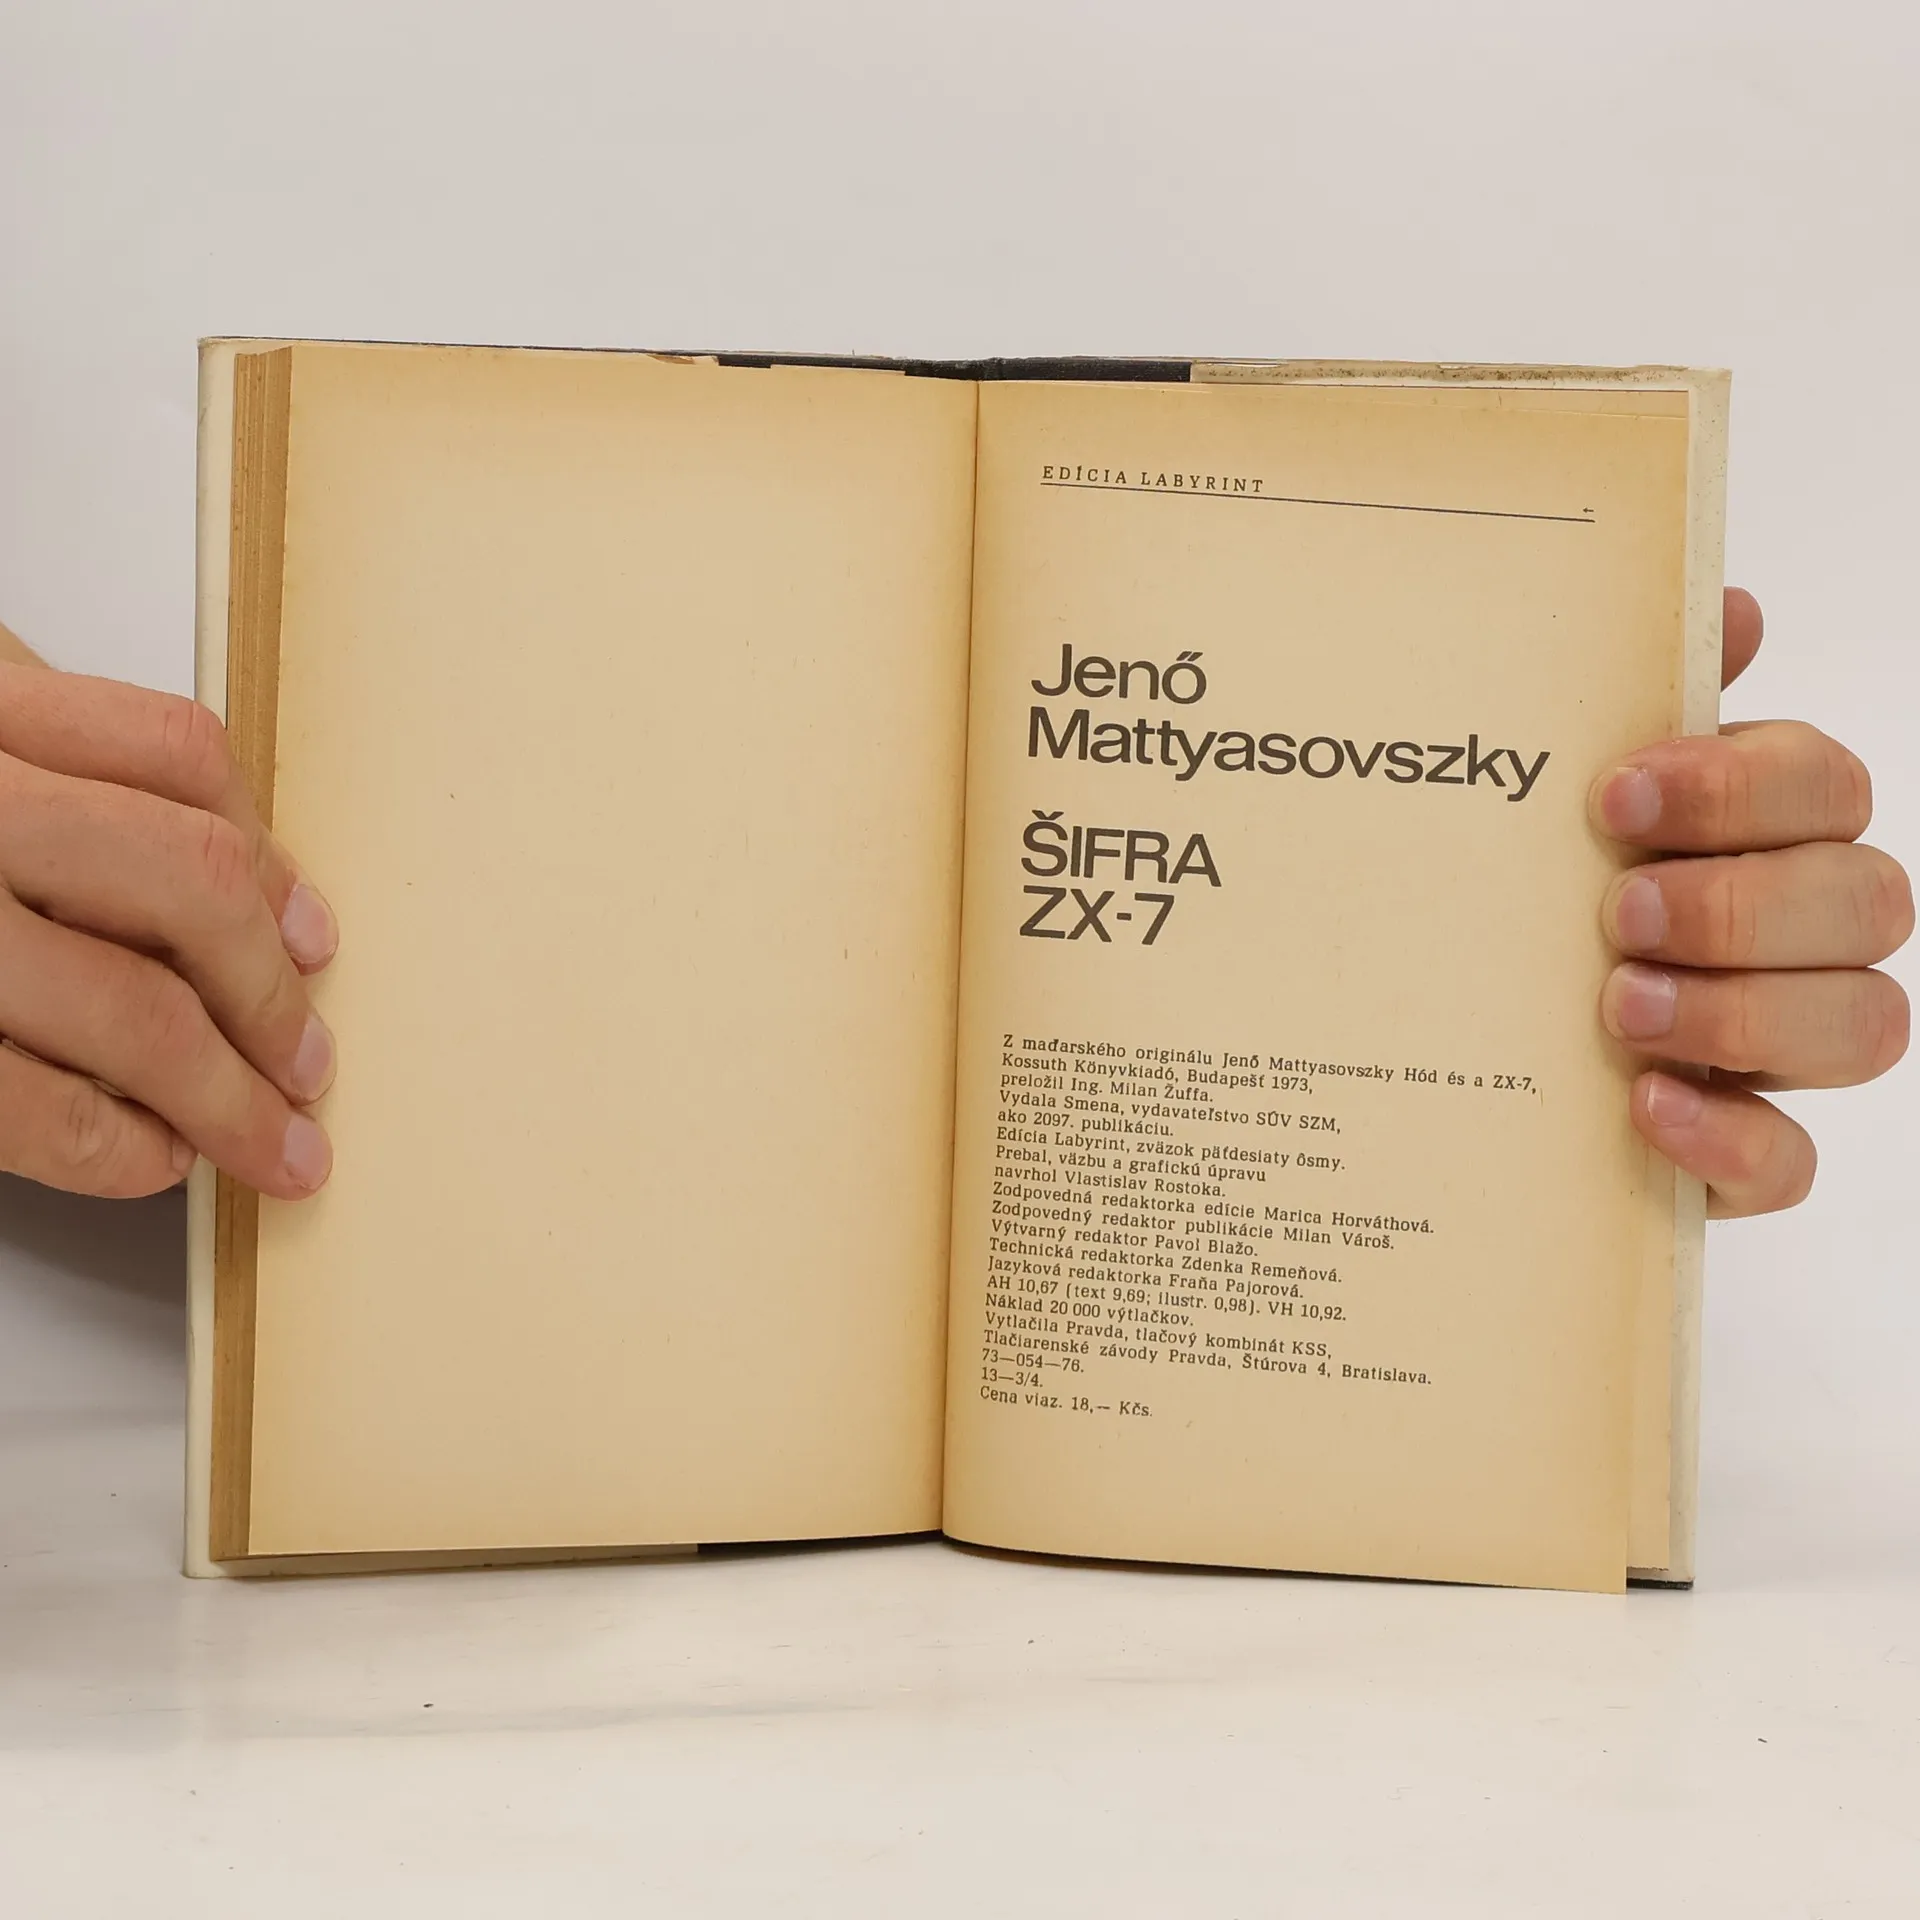 EDÍCIA LABYRINT
←
Jenő
Mattyasovszky
ŠIFRA
ZX-7
Z maďarského originálu Jenő Mattyasovszky Hód és a ZX-7,
Kossuth Könyvkiadó, Budapešť 1973,
preložil Ing. Milan Žuffa.
Vydala Smena, vydavateľstvo SÚV SZM,
ako 2097. publikáciu.
Edícia Labyrint, zväzok päťdesiaty ôsmy.
Prebal, väzbu a grafickú úpravu
navrhol Vlastislav Rostoka.
Zodpovedná redaktorka edície Marica Horváthová.
Zodpovedný redaktor publikácie Milan Város̆.
Výtvarný redaktor Pavol Blažo.
Technická redaktorka Zdenka Remeňová.
Jazyková redaktorka Fraňa Pajorová.
AH 10,67 (text 9,69; ilustr. 0,98). VH 10,92.
Náklad 20 000 výtlačkov.
Vytlačila Pravda, tlačový kombinát KSS,
Tlačiarenské závody Pravda, Štúrova 4, Bratislava.
73—054—76.
13—3/4.
Cena viaz. 18,— Kčs.